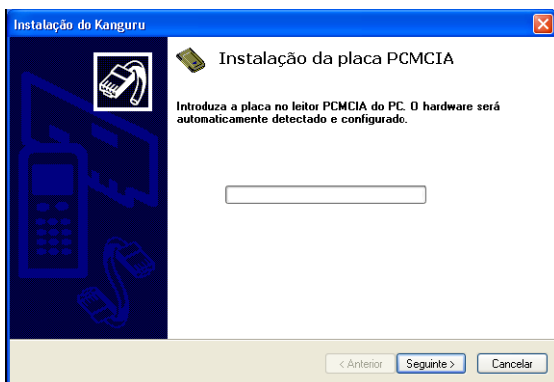 Instalação do Kanguru
Instalação da placa PCMCIA
Introduza a placa no leitor PCMCIA do PC. O hardware será
automaticamente detectado e configurado.
< Anterior Seguinte > Cancelar